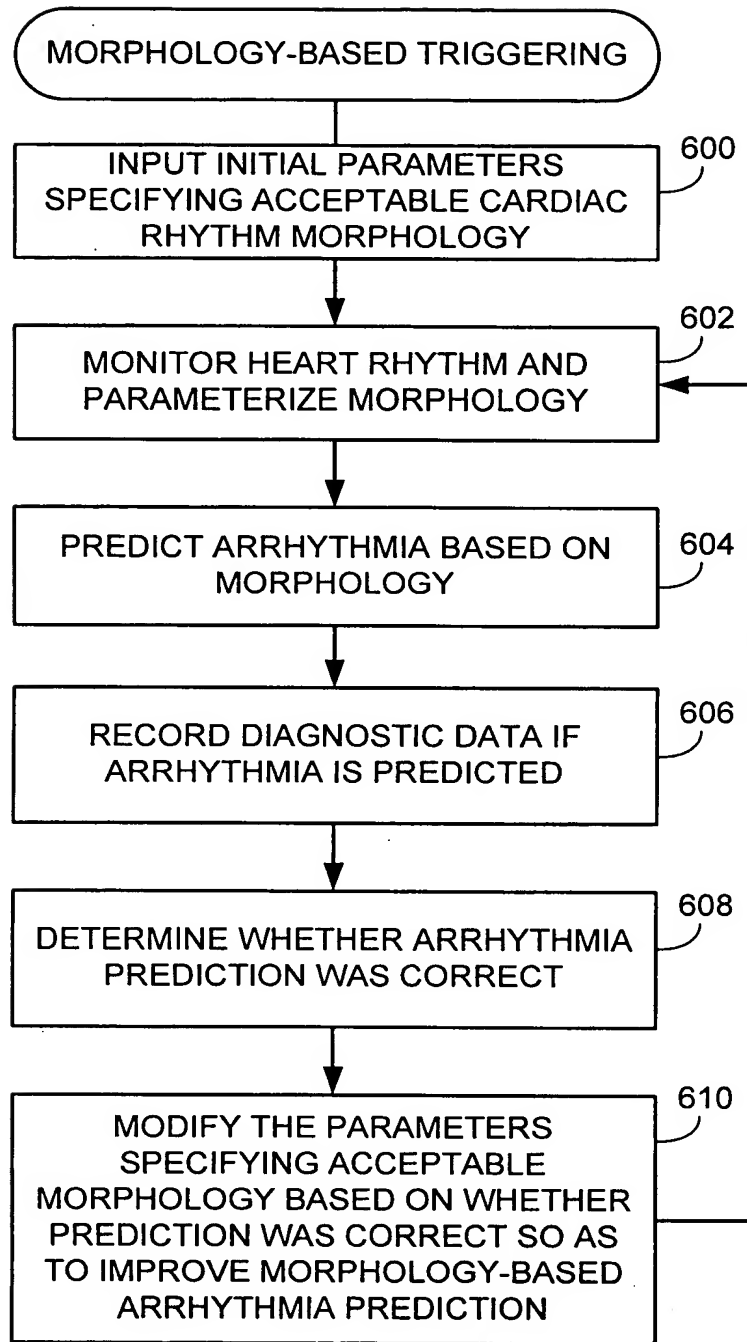 MORPHOLOGY-BASED TRIGGERING
600
INPUT INITIAL PARAMETERS
SPECIFYING ACCEPTABLE CARDIAC
RHYTHM MORPHOLOGY
602
MONITOR HEART RHYTHM AND
PARAMETERIZE MORPHOLOGY
PREDICT ARRHYTHMIA BASED ON
MORPHOLOGY
604
RECORD DIAGNOSTIC DATA IF
ARRHYTHMIA IS PREDICTED
606
608
DETERMINE WHETHER ARRHYTHMIA
PREDICTION WAS CORRECT
610
MODIFY THE PARAMETERS
SPECIFYING ACCEPTABLE
MORPHOLOGY BASED ON WHETHER
PREDICTION WAS CORRECT SO AS
TO IMPROVE MORPHOLOGY-BASED
ARRHYTHMIA PREDICTION